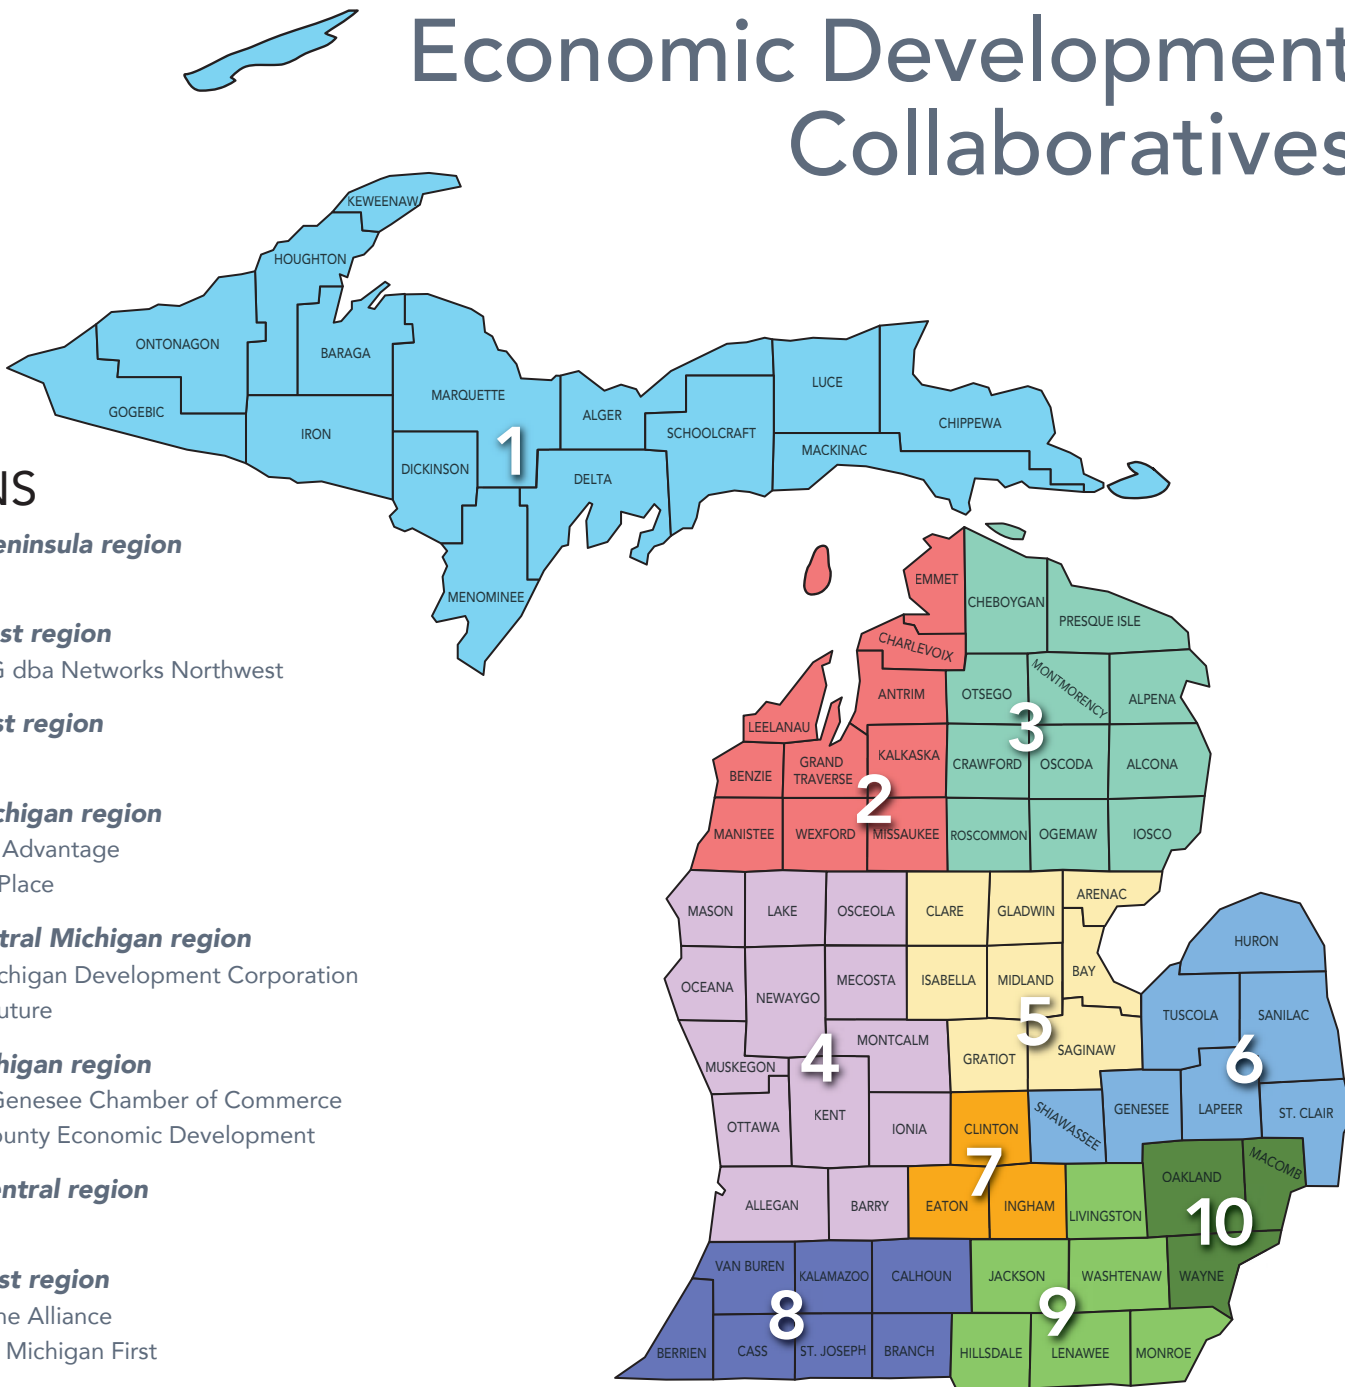 Economic Development
Collaboratives
KEWEENAW
HOUGHTON
ONTONAGON
BARAGA
GOGEBIC
IRON
MARQUETTE
DICKINSON
1
ALGER
DELTA
SCHOOLCRAFT
LUCE
MACKINAC
CHIPPEWA
MENOMINEE
NS
eninsula region
st region
G dba Networks Northwest
st region
chigan region
Advantage
Place
tral Michigan region
chigan Development Corporation
uture
higan region
Genesee Chamber of Commerce
ounty Economic Development
entral region
st region
ne Alliance
Michigan First
EMMET
CHARLEVOIX
ANTRIM
LEELANAU
BENZIE
GRAND
TRAVERSE
KALKASKA
2
MANISTEE
WEXFORD
MISSAUKEE
CHEBOYGAN
PRESQUE ISLE
OTSEGO
MONTMORENCY
ALPENA
3
CRAWFORD
OSCODA
ALCONA
ROSCOMMON
OGEMAW
IOSCO
MASON
LAKE
OSCEOLA
OCEANA
NEWAYGO
MECOSTA
MUSKEGON
4
MONTCALM
OTTAWA
KENT
IONIA
ALLEGAN
BARRY
CLARE
GLADWIN
ARENAC
ISABELLA
MIDLAND
BAY
5
GRATIOT
SAGINAW
HURON
TUSCOLA
SANILAC
6
SHIAWASSEE
GENESEE
LAPEER
ST. CLAIR
CLINTON
7
EATON
INGHAM
VAN BUREN
KALAMAZOO
CALHOUN
8
BERRIEN
CASS
ST. JOSEPH
BRANCH
LIVINGSTON
JACKSON
WASHTENAW
9
HILLSDALE
LENAWEE
MONROE
OAKLAND
MACOMB
10
WAYNE